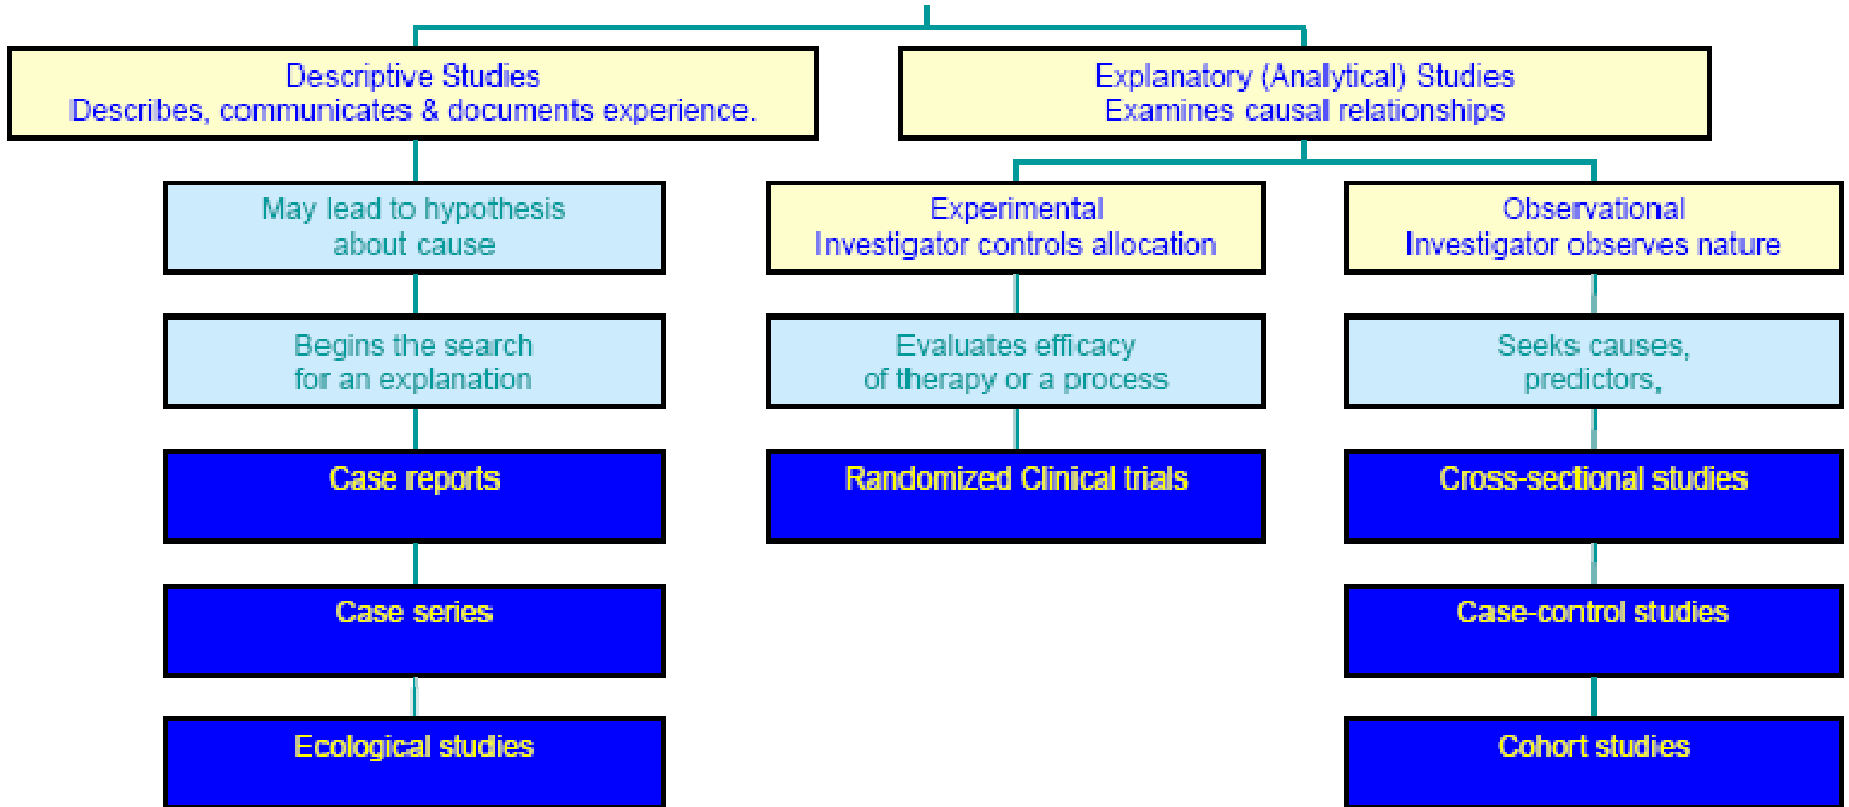 Descriptive Studies
Describes, communicates & documents experience.
Explanatory (Analytical) Studies
Examines causal relationships
May lead to hypothesis
about cause
Experimental
Investigator controls allocation
Observational
Investigator observes nature
Begins the search
for an explanation
Evaluates efficacy
of therapy or a process
Seeks causes,
predictors,
Case reports
Randomized Clinical trials
Cross-sectional studies
Case series
Case-control studies
Ecological studies
Cohort studies